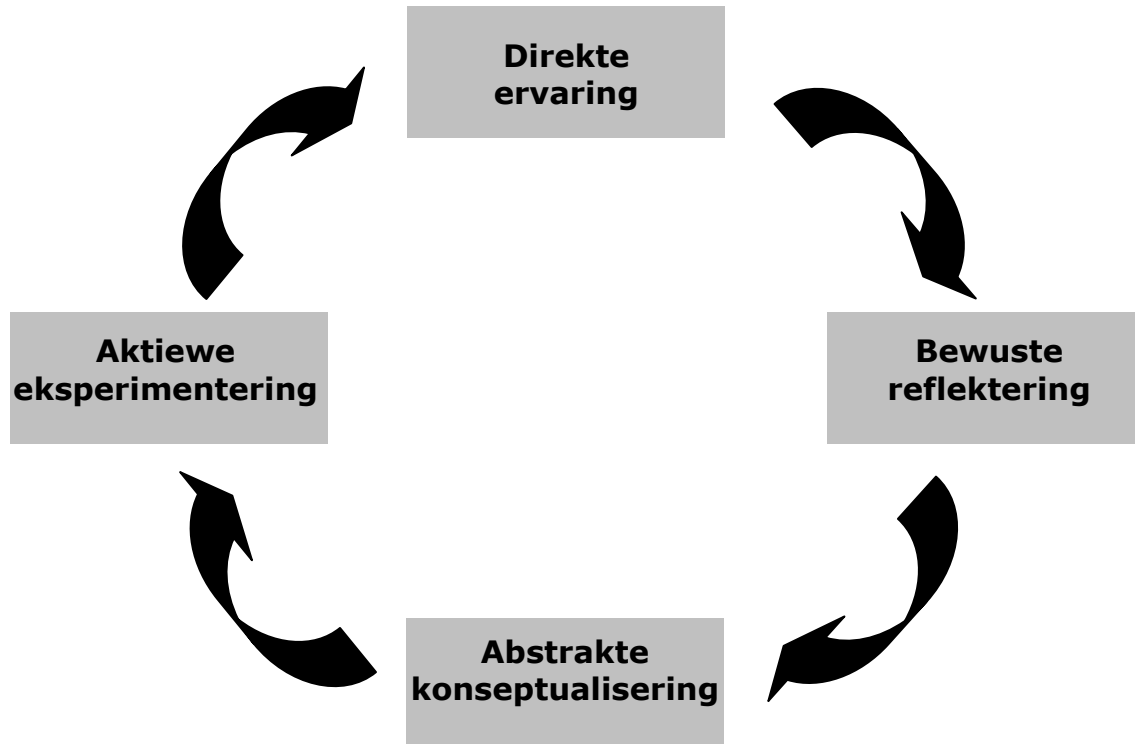 Direkte
ervaring
Bewuste
reflektering
Abstrakte
konseptualisering
Aktiewe
eksperimentering